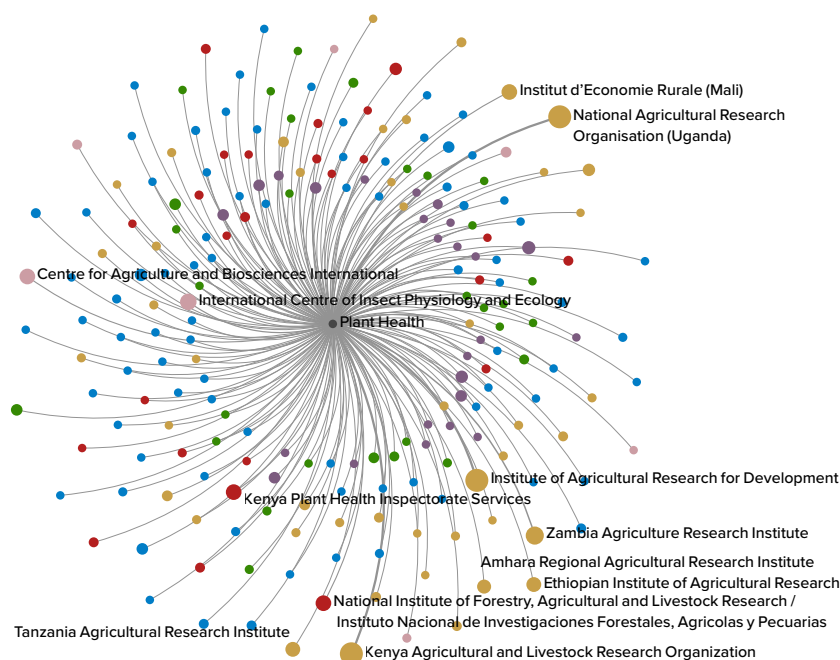 Institut d’Economie Rurale (Mali)
National Agricultural Research
Organisation (Uganda)
Centre for Agriculture and Biosciences International
International Centre of Insect Physiology and Ecology
Plant Health
Institute of Agricultural Research for Development
Kenya Plant Health Inspectorate Services
Zambia Agriculture Research Institute
Amhara Regional Agricultural Research Institute
Ethiopian Institute of Agricultural Research
National Institute of Forestry, Agricultural and Livestock Research /
Instituto Nacional de Investigaciones Forestales, Agricolas y Pecuarias
Tanzania Agricultural Research Institute
Kenya Agricultural and Livestock Research Organization